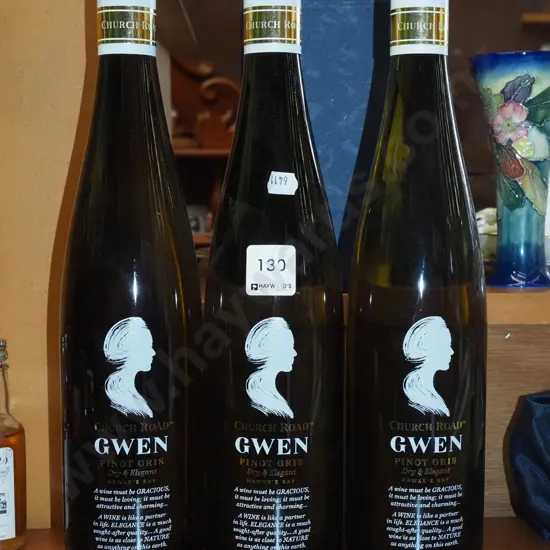 CHURCH ROAD
CHURCH ROAD
CHURCH ROAD
6411
130
HAYWARD'S
CHURCH ROAD
GWEN
PINOT GRIS
Dry & Elegant
HAWKE'S BAY
A wine must be GRACIOUS,
it must be loving; it must be
attractive and charming...
A WINE is like a partner
in life. ELEGANCE is a much
sought-after quality... A good
wine is as close to NATURE
as anything on this earth.
CHURCH ROAD
GWEN
PINOT GRIS
Dry & Elegant
HAWKE'S BAY
A wine must be GRACIOUS,
it must be loving; it must be
attractive and charming...
A WINE is like a partner
in life. ELEGANCE is a much
sought-after quality... A good
wine is as close to NATURE
as anything on this earth.
CHURCH ROAD
GWEN
PINOT GRIS
Dry & Elegant
HAWKE'S BAY
A wine must be GRACIOUS,
it must be loving; it must be
attractive and charming...
A WINE is like a partner
in life. ELEGANCE is a much
sought-after quality... A good
wine is as close to NATURE
as anything on this earth.